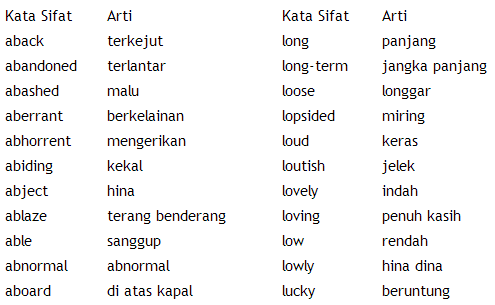 Kata Sifat Arti Kata Sifat Arti
aback terkejut long panjang
abandoned terlantar long-term jangka panjang
abashed malu loose longgar
aberrant berkelainan lopsided miring
abhorrent mengerikan loud keras
abiding kekal loutish jelek
abject hina lovely indah
ablaze terang benderang loving penuh kasih
able sanggup low rendah
abnormal abnormal lowly hina dina
aboard di atas kapal lucky beruntung